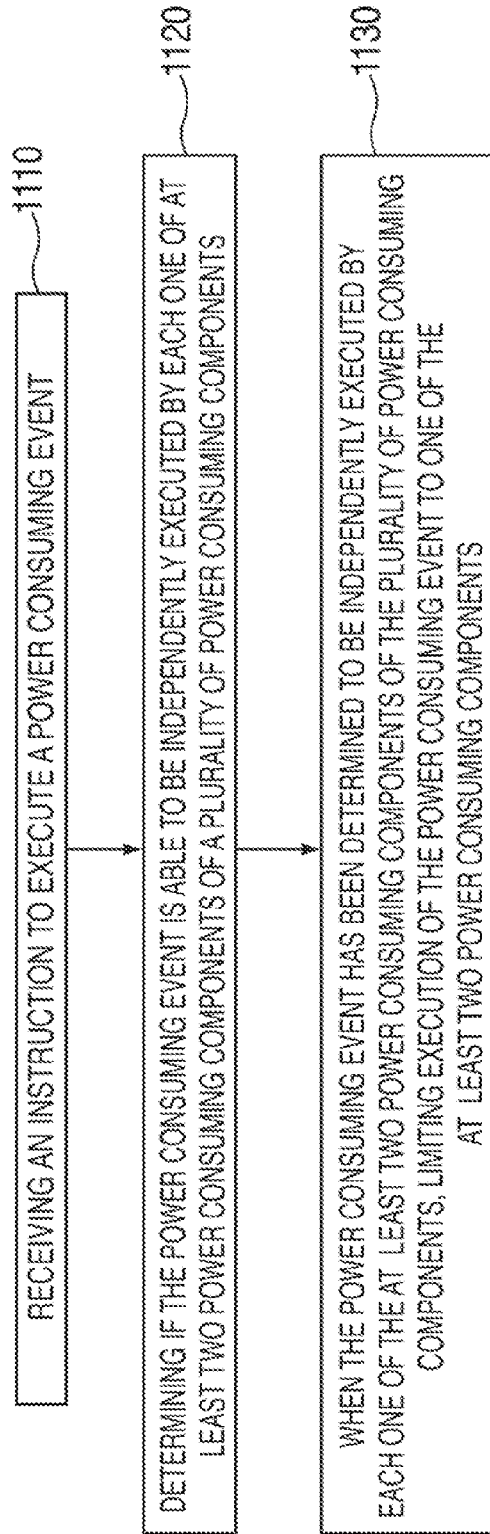 RECEIVING AN INSTRUCTION TO EXECUTE A POWER CONSUMING EVENT
1110
DETERMINING IF THE POWER CONSUMING EVENT IS ABLE TO BE INDEPENDENTLY EXECUTED BY EACH ONE OF AT
LEAST TWO POWER CONSUMING COMPONENTS OF A PLURALITY OF POWER CONSUMING COMPONENTS
1120
WHEN THE POWER CONSUMING EVENT HAS BEEN DETERMINED TO BE INDEPENDENTLY EXECUTED BY
EACH ONE OF THE AT LEAST TWO POWER CONSUMING COMPONENTS OF THE PLURALITY OF POWER CONSUMING
COMPONENTS, LIMITING EXECUTION OF THE POWER CONSUMING EVENT TO ONE OF THE
AT LEAST TWO POWER CONSUMING COMPONENTS
1130